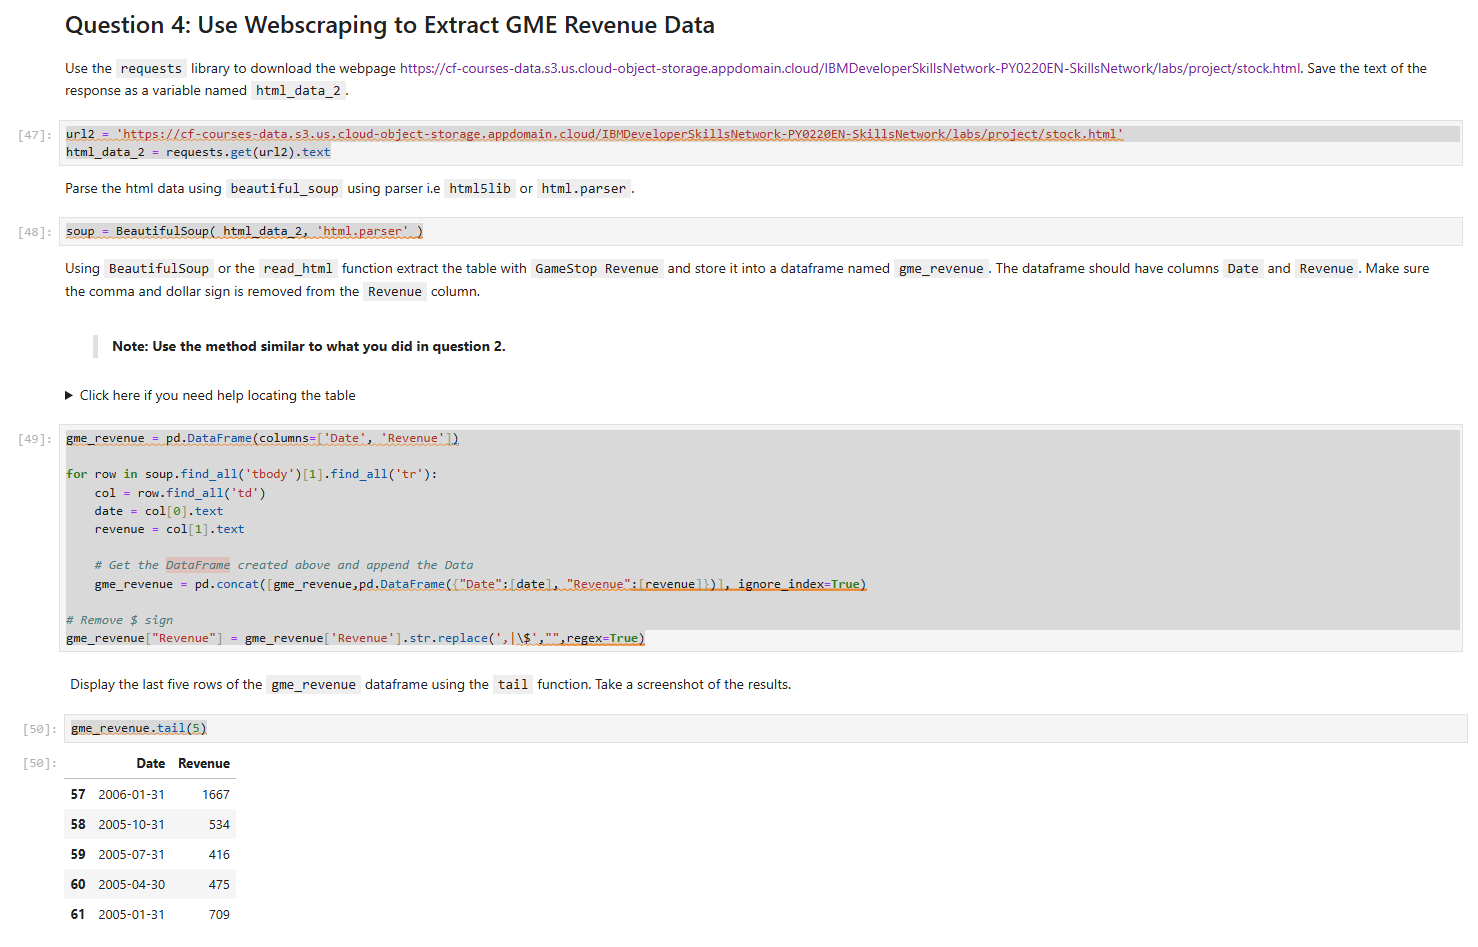 Question 4: Use Webscraping to Extract GME Revenue Data
Use the requests library to download the webpage https://cf-courses-data.s3.us.cloud-object-storage.appdomain.cloud/IBMDeveloperSkillsNetwork-PY0220EN-SkillsNetwork/labs/project/stock.html. Save the text of the
response as a variable named html_data_2.
[47]: url2 = 'https://cf-courses-data.s3.us.cloud-object-storage.appdomain.cloud/IBMDeveloperSkillsNetwork-PY0220EN-SkillsNetwork/labs/project/stock.html'
html_data_2 = requests.get(url2).text
Parse the html data using beautiful_soup using parser i.e html5lib or html.parser.
[48]: soup = BeautifulSoup( html_data_2, 'html.parser' )
Using BeautifulSoup or the read_html function extract the table with GameStop Revenue and store it into a dataframe named gme_revenue. The dataframe should have columns Date and Revenue. Make sure
the comma and dollar sign is removed from the Revenue column.
Note: Use the method similar to what you did in question 2.
▶ Click here if you need help locating the table
[49]: gme_revenue = pd.DataFrame(columns=['Date', 'Revenue'])
for row in soup.find_all('tbody')[1].find_all('tr'):
    col = row.find_all('td')
    date = col[0].text
    revenue = col[1].text
    # Get the DataFrame created above and append the Data
    gme_revenue = pd.concat([gme_revenue,pd.DataFrame({"Date":[date], "Revenue":[revenue]})], ignore_index=True)
# Remove $ sign
gme_revenue["Revenue"] = gme_revenue['Revenue'].str.replace(',|\$',"",regex=True)
Display the last five rows of the gme_revenue dataframe using the tail function. Take a screenshot of the results.
[50]: gme_revenue.tail(5)
[50]: Date Revenue
57 2006-01-31 1667
58 2005-10-31 534
59 2005-07-31 416
60 2005-04-30 475
61 2005-01-31 709